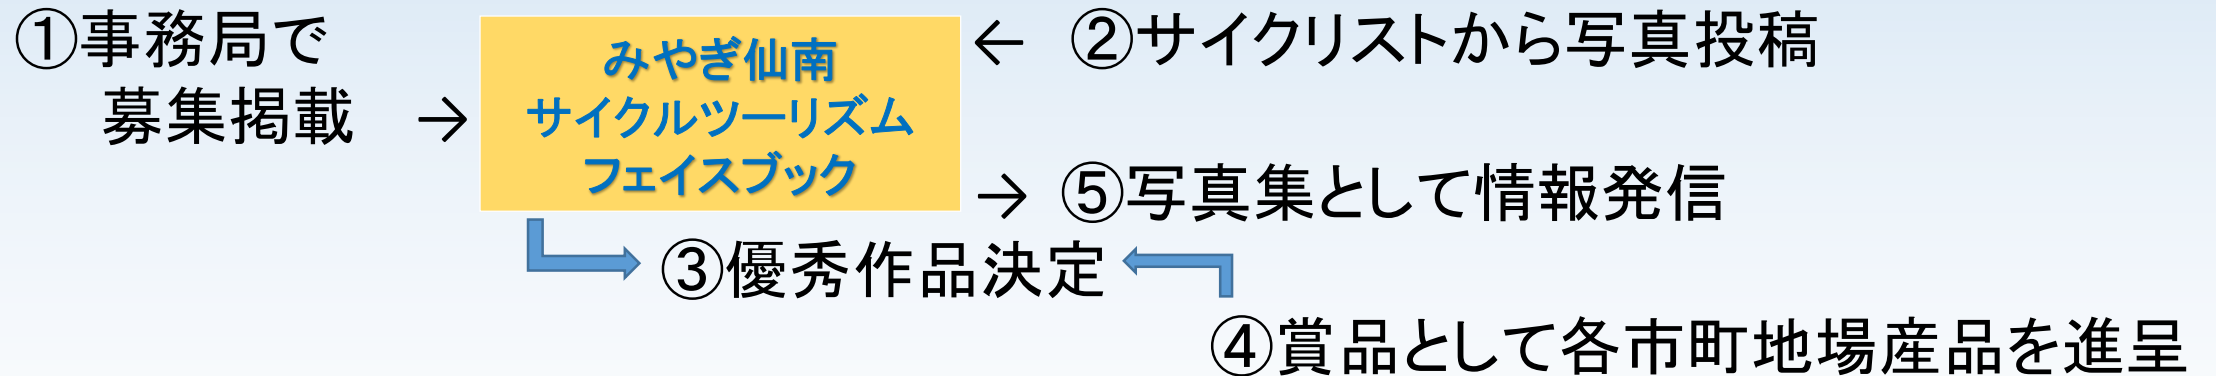 ①事務局で
募集掲載 →
みやぎ仙南
サイクルツーリズム
フェイスブック
← ②サイクリストから写真投稿
→ ⑤写真集として情報発信
③優秀作品決定
④賞品として各市町地場産品を進呈